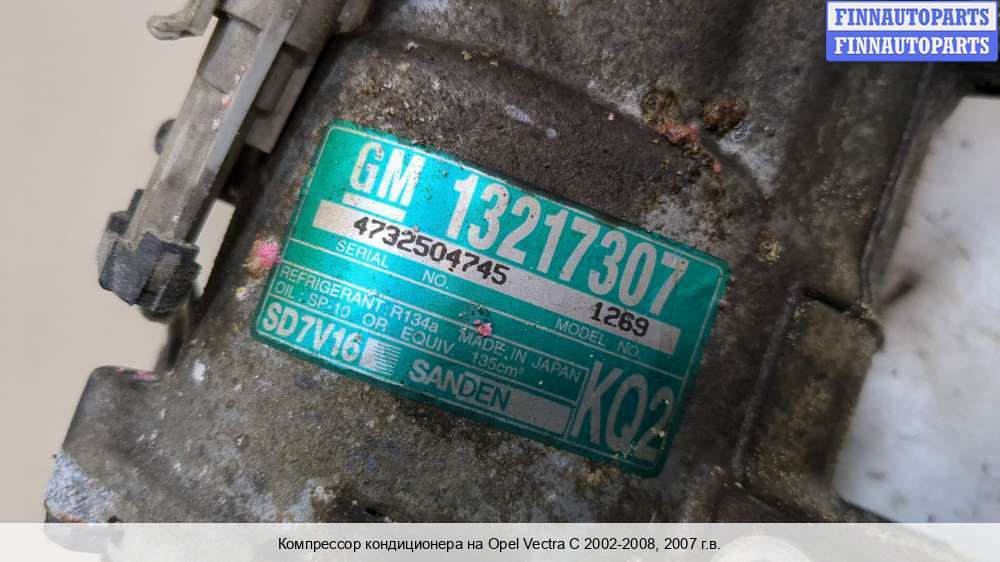 FINNAUTOPARTS
FINNAUTOPARTS
GM 13217307
4732504745 1269
SERIAL NO. MODEL NO.
REFRIGERANT: R134a MADE IN JAPAN
OIL: SP-10 OR EQUIV. 135cm³
SD7V16 SANDEN KQ2
Компрессор кондиционера на Opel Vectra C 2002-2008, 2007 г.в.